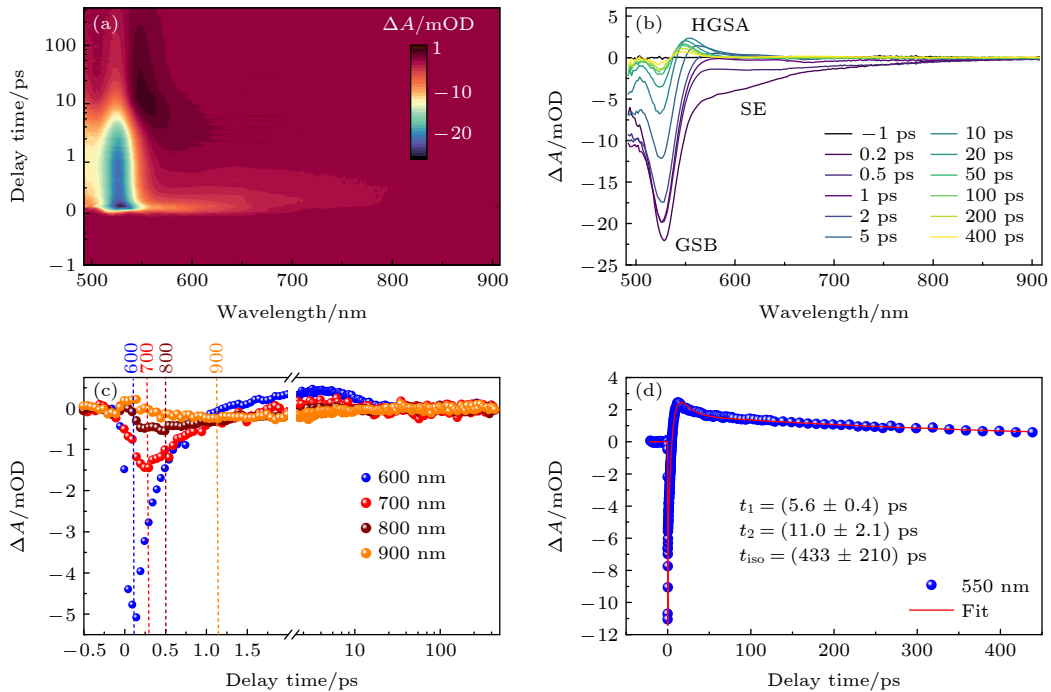 (a)
ΔA/mOD
1
−10
−20
100
10
1
0
−1
Delay time/ps
500 600 700 800 900
Wavelength/nm
(b)
HGSA
SE
GSB
−1 ps 10 ps
0.2 ps 20 ps
0.5 ps 50 ps
1 ps 100 ps
2 ps 200 ps
5 ps 400 ps
5
0
−5
−10
−15
−20
−25
ΔA/mOD
500 550 600 650 700 750 800 850 900
Wavelength/nm
600 700 800 900
(c)
600 nm
700 nm
800 nm
900 nm
0
−1
−2
−3
−4
−5
ΔA/mOD
−0.5 0 0.5 1.0 1.5 10 100
Delay time/ps
(d)
t1 = (5.6 ± 0.4) ps
t2 = (11.0 ± 2.1) ps
tiso = (433 ± 210) ps
550 nm
Fit
4
2
0
−2
−4
−6
−8
−10
−12
ΔA/mOD
0 100 200 300 400
Delay time/ps